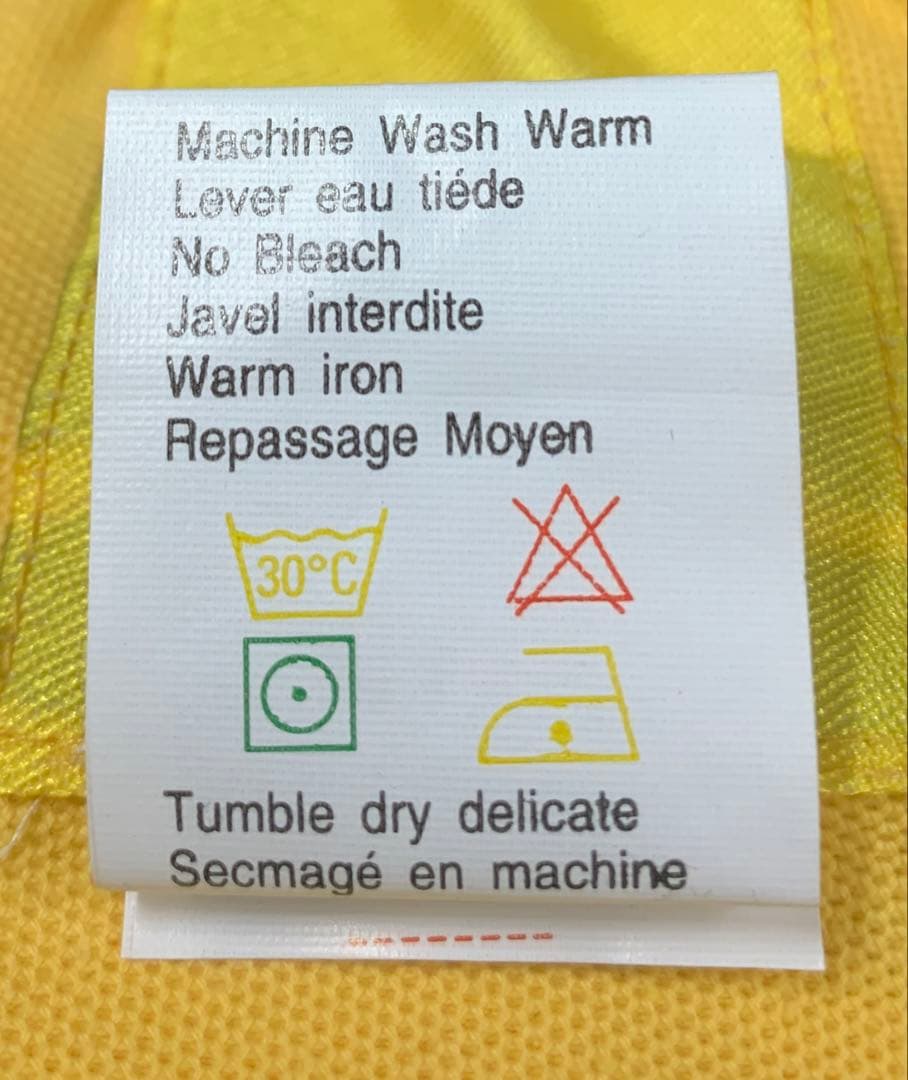 Machine Wash Warm
Lever eau tiéde
No Bleach
Javel interdite
Warm iron
Repassage Moyen
30°C
Tumble dry delicate
Secmagé en machine